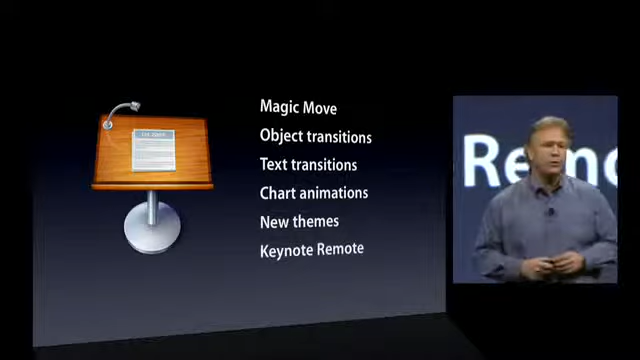 Magic Move
Object transitions
Text transitions
Chart animations
New themes
Keynote Remote